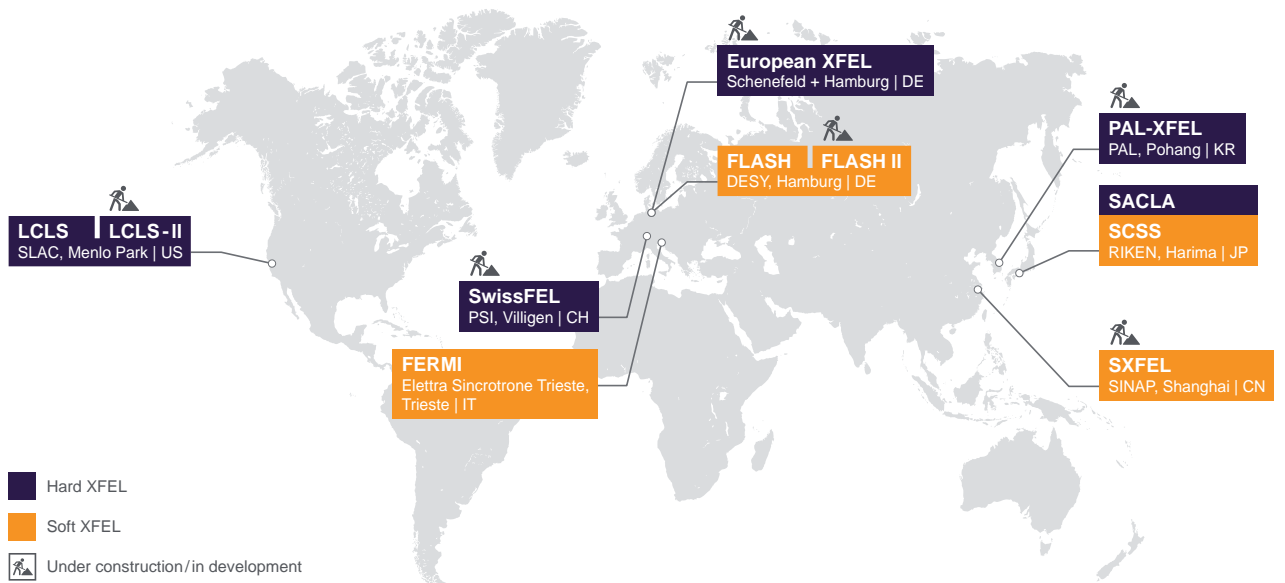 European XFEL
Schenefeld + Hamburg | DE
FLASH | FLASH II
DESY, Hamburg | DE
PAL-XFEL
PAL, Pohang | KR
SACLA
SCSS
RIKEN, Harima | JP
LCLS | LCLS-II
SLAC, Menlo Park | US
SwissFEL
PSI, Villigen | CH
FERMI
Elettra Sincrotrone Trieste,
Trieste | IT
SXFEL
SINAP, Shanghai | CN
Hard XFEL
Soft XFEL
Under construction/in development